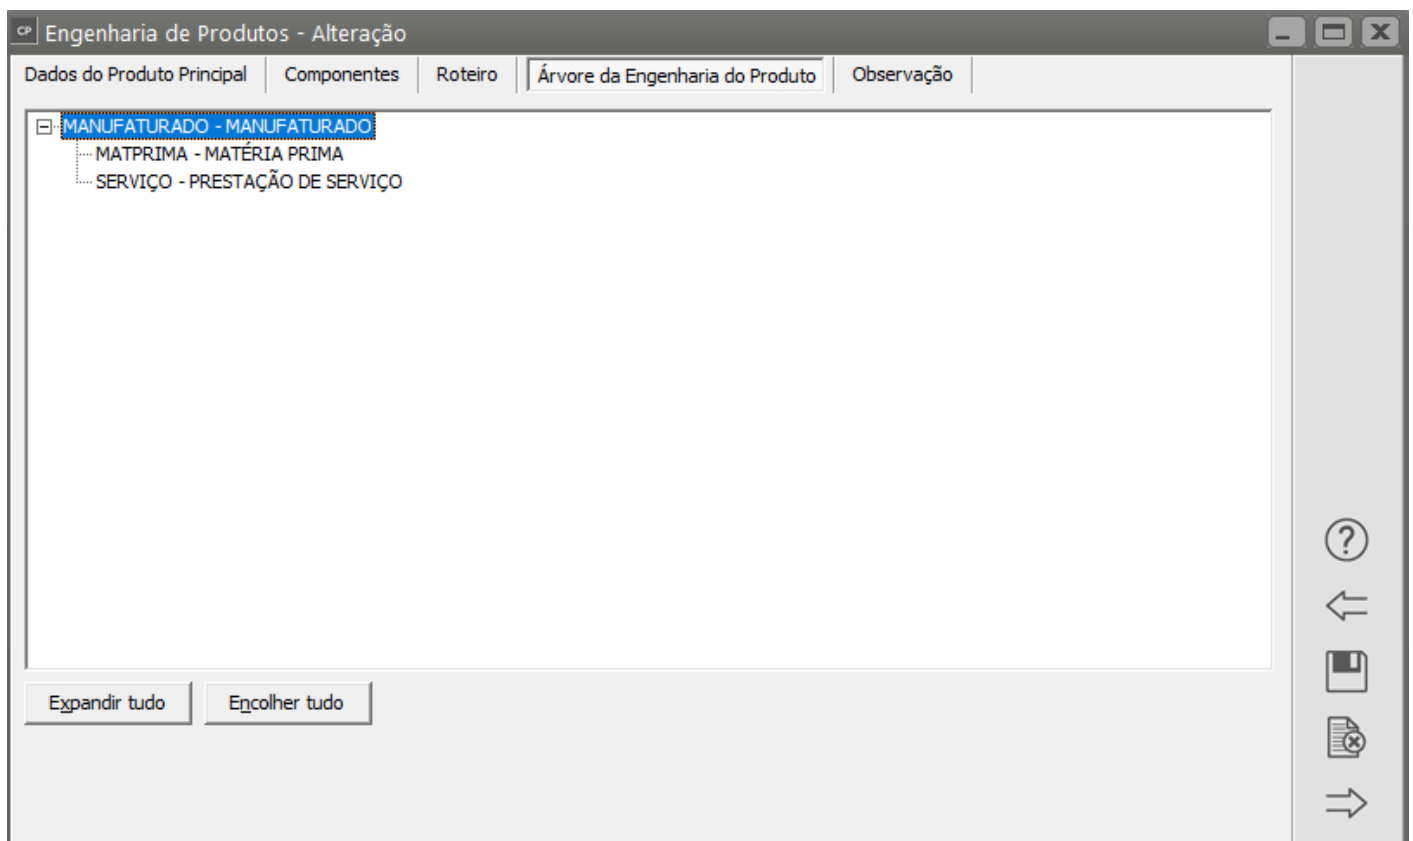 CP Engenharia de Produtos - Alteração
Dados do Produto Principal Componentes Roteiro Árvore da Engenharia do Produto Observação
MANUFATURADO - MANUFATURADO
MATPRIMA - MATÉRIA PRIMA
SERVIÇO - PRESTAÇÃO DE SERVIÇO
Expandir tudo Encolher tudo